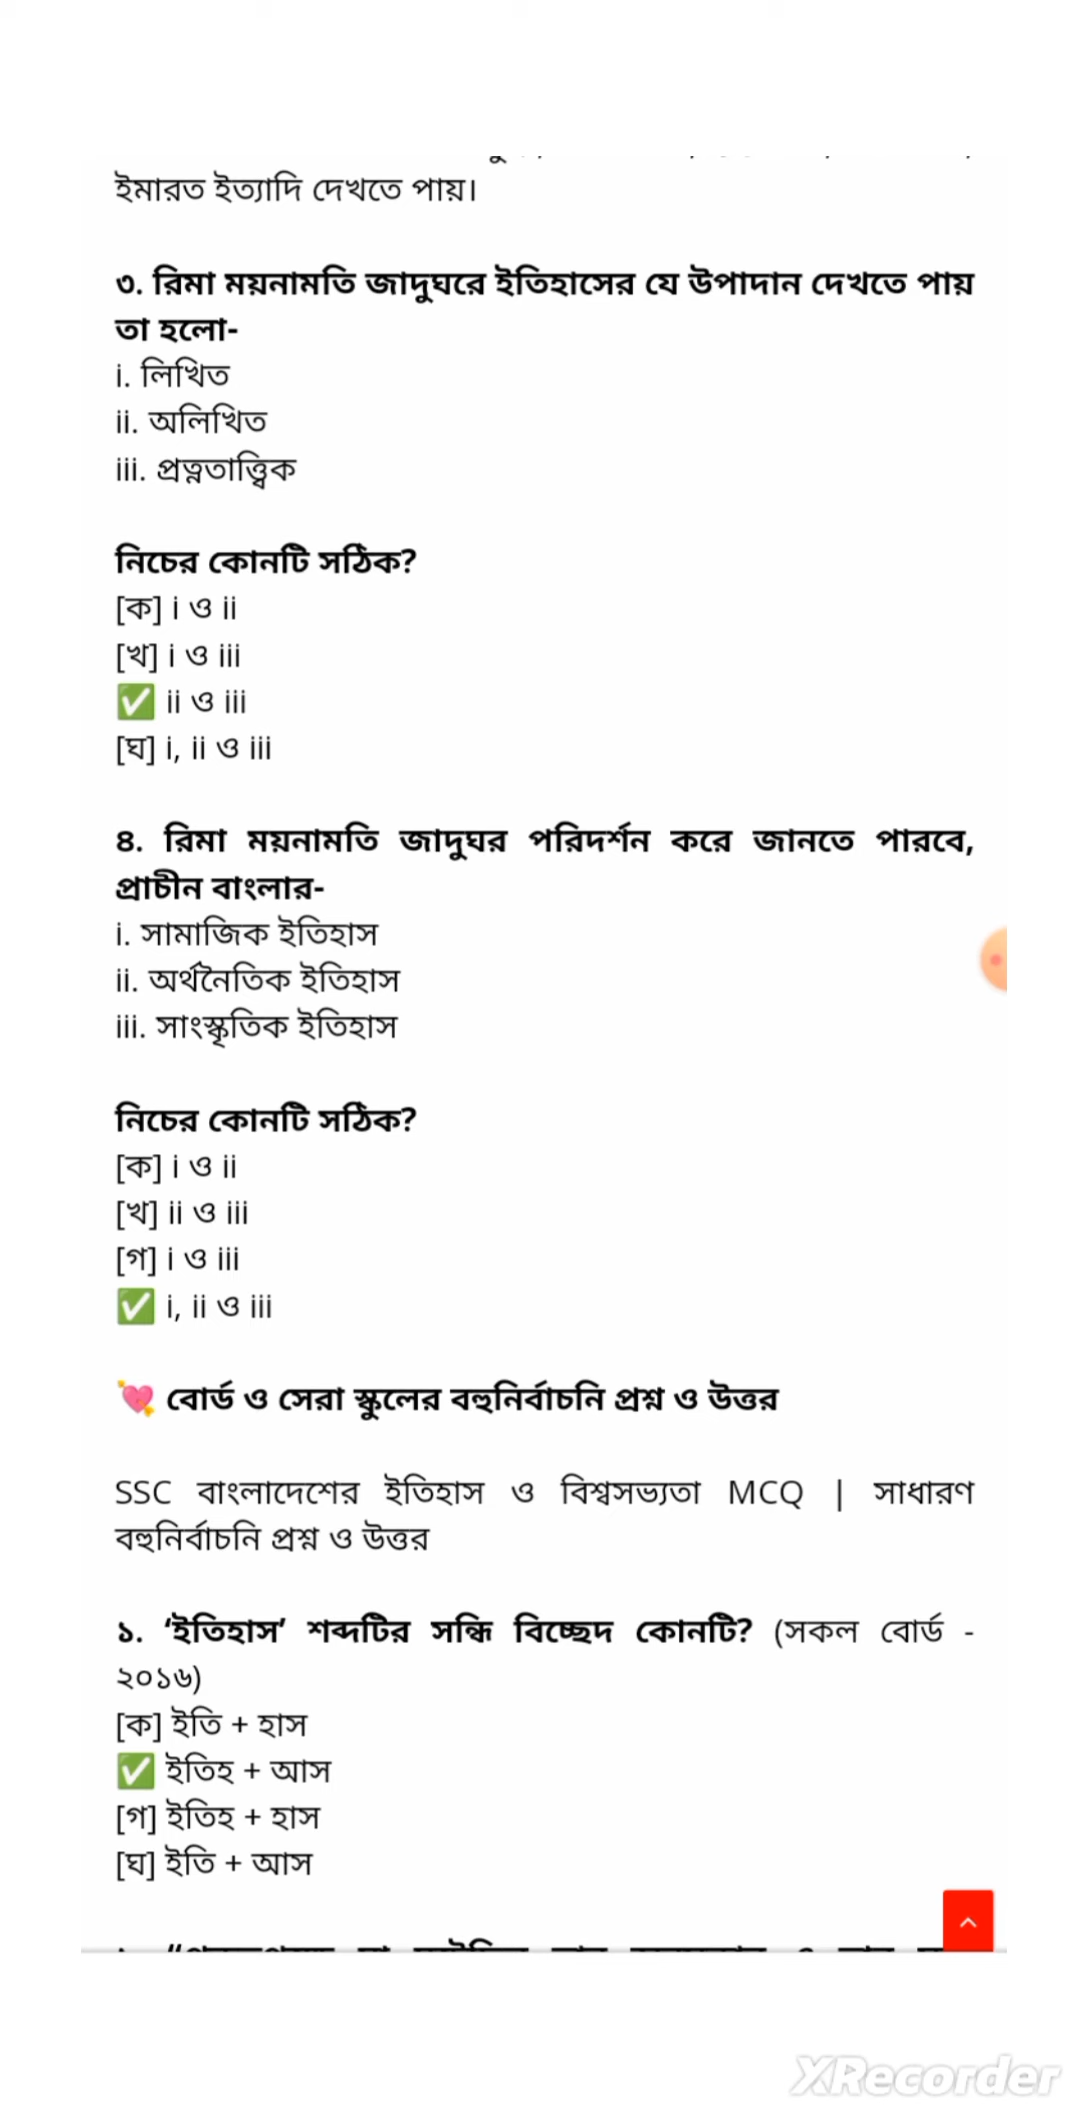 ইমারত ইত্যাদি দেখতে পায়।
৩. রিমা ময়নামতি জাদুঘরে ইতিহাসের যে উপাদান দেখতে পায়
তা হলো-
i. লিখিত
ii. অলিখিত
iii. প্রত্নতাত্ত্বিক
নিচের কোনটি সঠিক?
[ক] i ও ii
[খ] i ও iii
✅ ii ও iii
[ঘ] i, ii ও iii
৪. রিমা ময়নামতি জাদুঘর পরিদর্শন করে জানতে পারবে,
প্রাচীন বাংলার-
i. সামাজিক ইতিহাস
ii. অর্থনৈতিক ইতিহাস
iii. সাংস্কৃতিক ইতিহাস
নিচের কোনটি সঠিক?
[ক] i ও ii
[খ] ii ও iii
[গ] i ও iii
✅ i, ii ও iii
💘 বোর্ড ও সেরা স্কুলের বহুনির্বাচনি প্রশ্ন ও উত্তর
SSC বাংলাদেশের ইতিহাস ও বিশ্বসভ্যতা MCQ | সাধারণ
বহুনির্বাচনি প্রশ্ন ও উত্তর
১. ‘ইতিহাস’ শব্দটির সন্ধি বিচ্ছেদ কোনটি? (সকল বোর্ড -
২০১৬)
[ক] ইতি + হাস
✅ ইতিহ + আস
[গ] ইতিহ + হাস
[ঘ] ইতি + আস
XRecorder